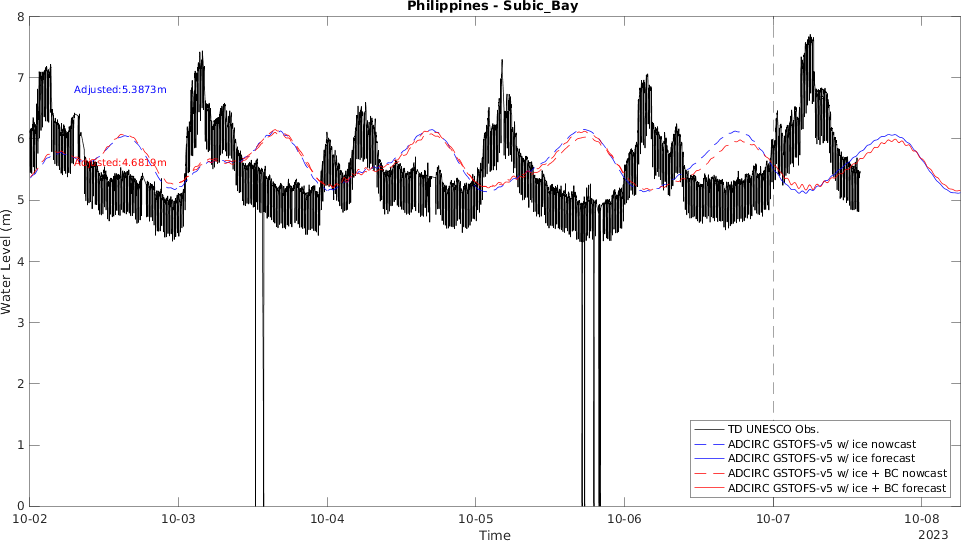 Philippines - Subic_Bay
8
7
6
5
4
3
2
1
0
Water Level (m)
Adjusted:5.3873m
Adjusted:4.6819m
TD UNESCO Obs.
ADCIRC GSTOFS-v5 w/ ice nowcast
ADCIRC GSTOFS-v5 w/ ice forecast
ADCIRC GSTOFS-v5 w/ ice + BC nowcast
ADCIRC GSTOFS-v5 w/ ice + BC forecast
10-02 10-03 10-04 10-05 10-06 10-07 10-08
Time
2023